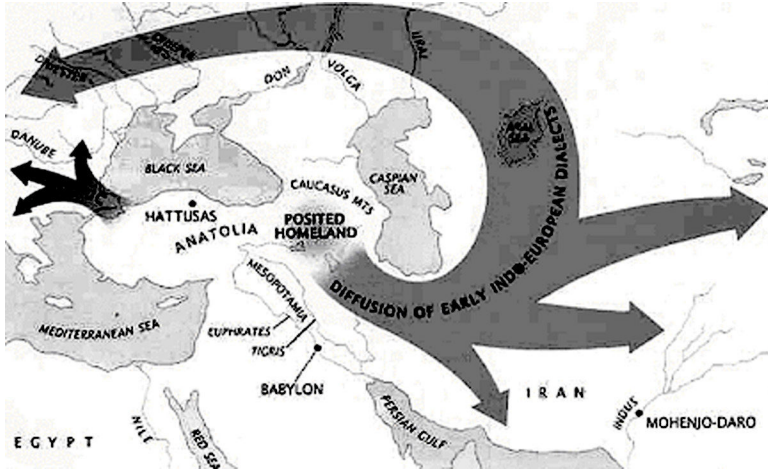 DNIESTER
DNIEPER
DON
VOLGA
URAL
DANUBE
BLACK SEA
CASPIAN SEA
ARAL SEA
CAUCASUS MTS
HATTUSAS
ANATOLIA
POSITED
HOMELAND
DIFFUSION OF EARLY INDO-EUROPEAN DIALECTS
MESOPOTAMIA
MEDITERRANEAN SEA
EUPHRATES
TIGRIS
BABYLON
IRAN
PERSIAN GULF
INDUS
MOHENJO-DARO
EGYPT
NILE
RED SEA